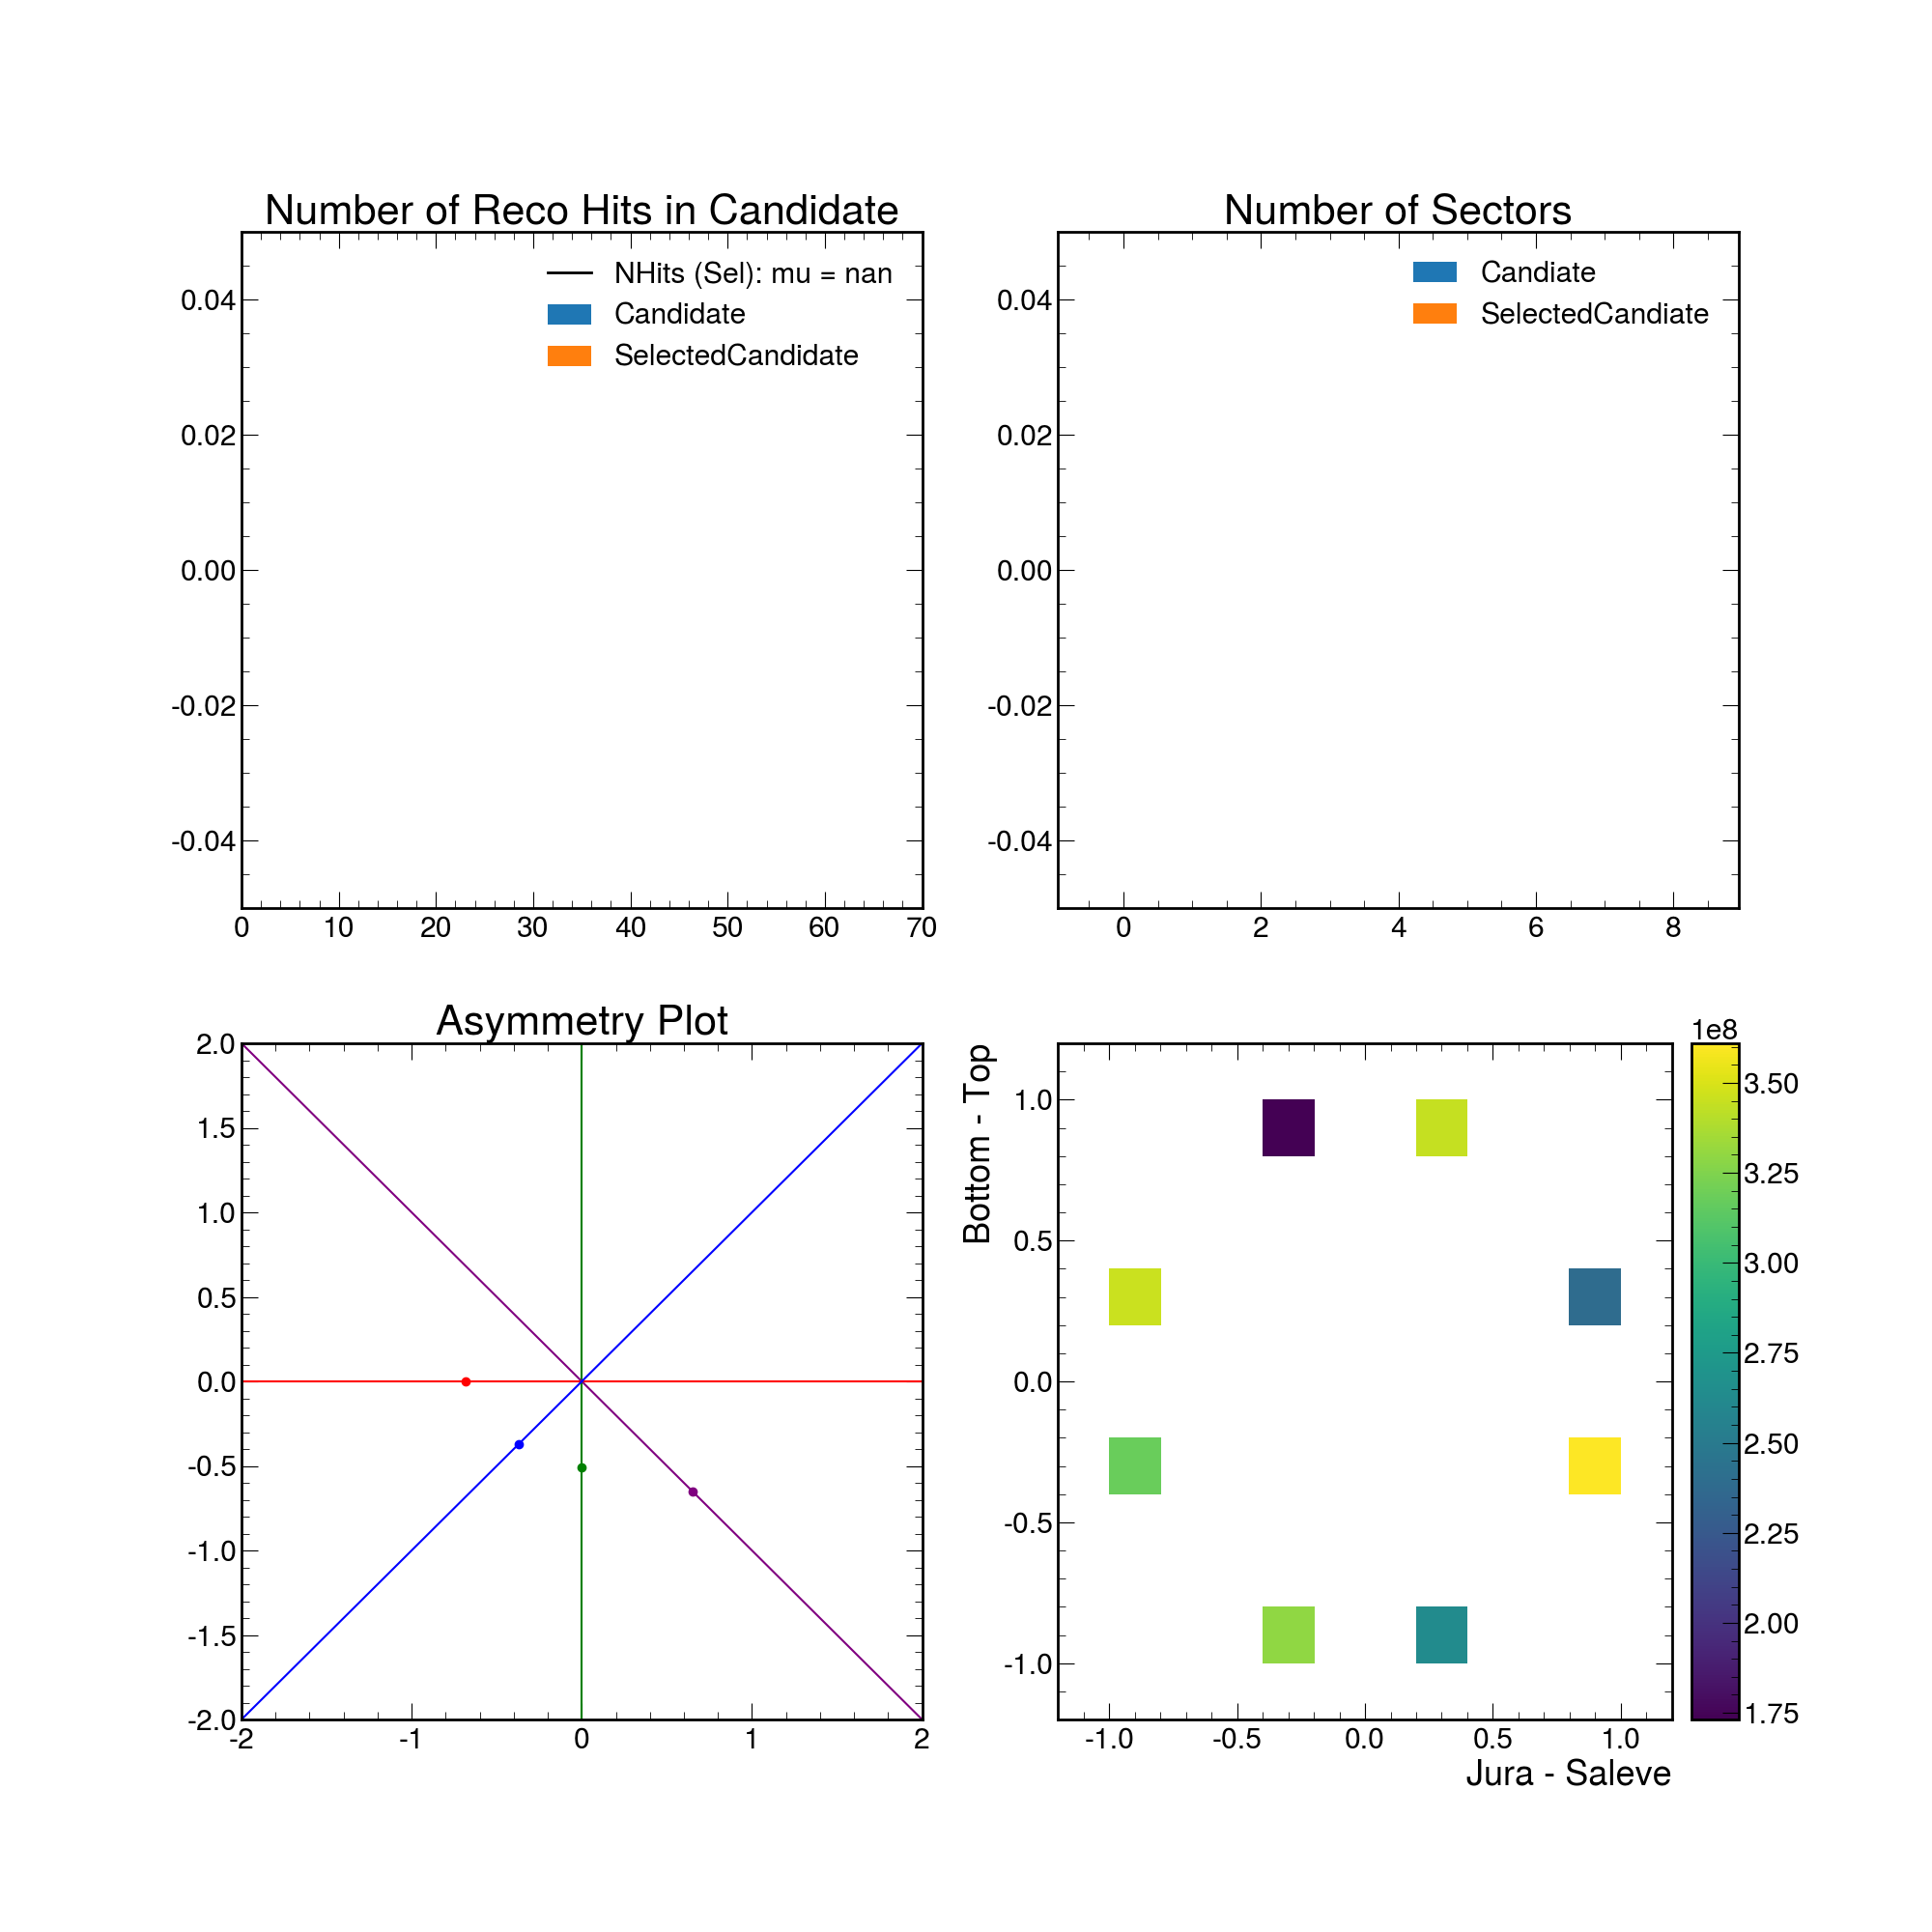 Number of Reco Hits in Candidate
NHits (Sel): mu = nan
Candidate
SelectedCandidate
0.04
0.02
0.00
-0.02
-0.04
0 10 20 30 40 50 60 70
Number of Sectors
Candiate
SelectedCandiate
0.04
0.02
0.00
-0.02
-0.04
0 2 4 6 8
Asymmetry Plot
2.0
1.5
1.0
0.5
0.0
-0.5
-1.0
-1.5
-2.0
-2 -1 0 1 2
Bottom - Top
1.0
0.5
0.0
-0.5
-1.0
-1.0 -0.5 0.0 0.5 1.0
Jura - Saleve
1e8
3.50
3.25
3.00
2.75
2.50
2.25
2.00
1.75